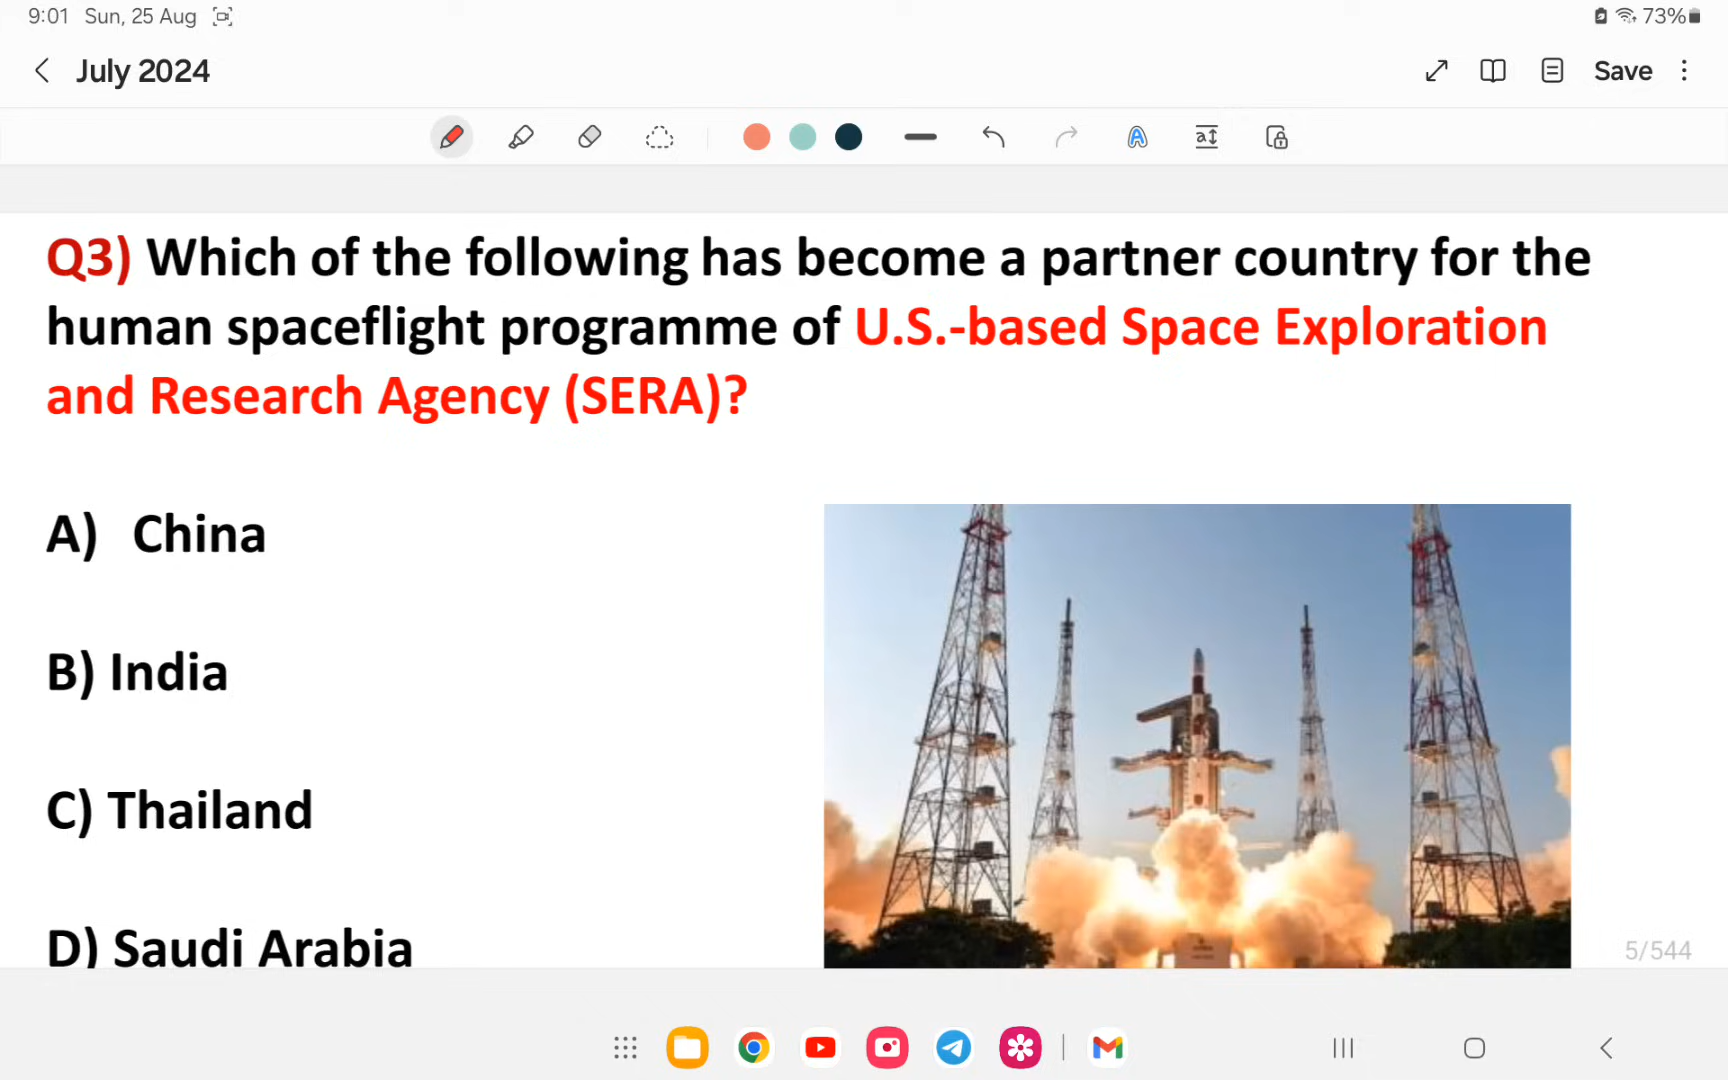 9:01 Sun, 25 Aug
73%
July 2024
Save
Q3) Which of the following has become a partner country for the
human spaceflight programme of U.S.-based Space Exploration
and Research Agency (SERA)?
A) China
B) India
C) Thailand
D) Saudi Arabia
5/544